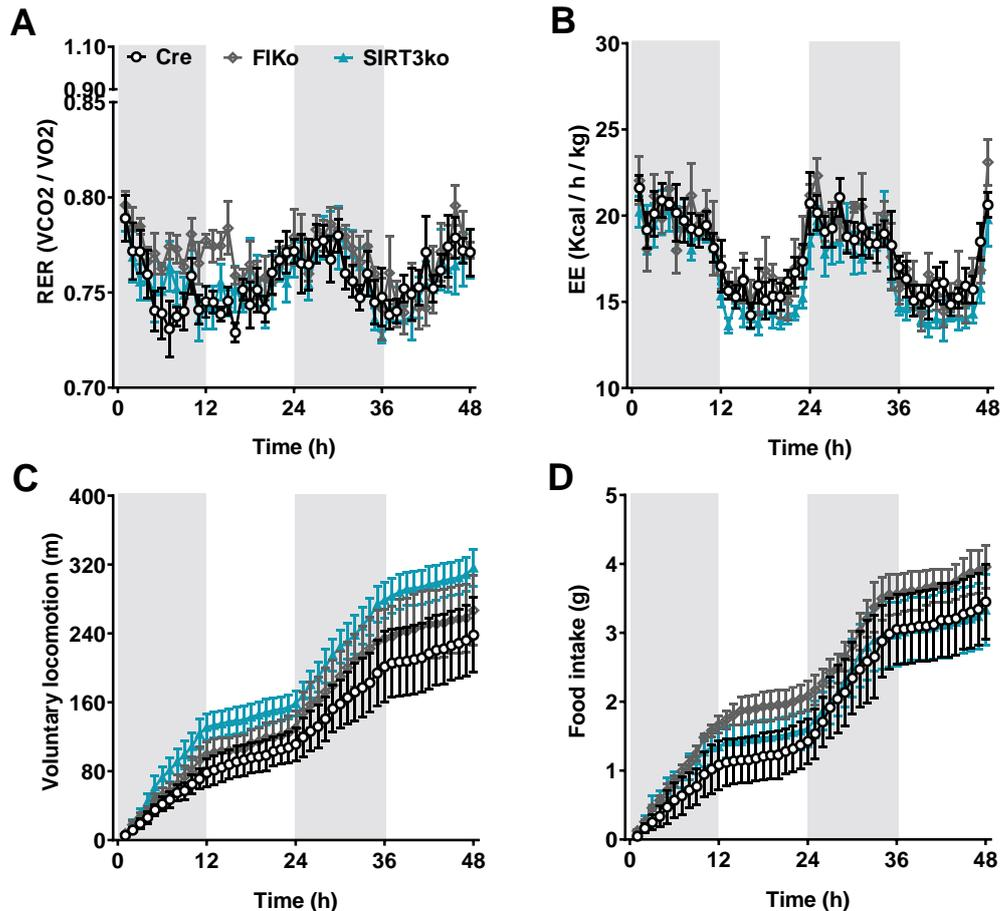 A
1.10
0.90
0.85
0.80
0.75
0.70
RER (VCO2 / VO2)
Cre
FIKo
SIRT3ko
0
12
24
36
48
Time (h)
B
30
25
20
15
10
EE (Kcal / h / kg)
0
12
24
36
48
Time (h)
C
400
320
240
160
80
0
Voluntary locomotion (m)
0
12
24
36
48
Time (h)
D
5
4
3
2
1
0
Food intake (g)
0
12
24
36
48
Time (h)